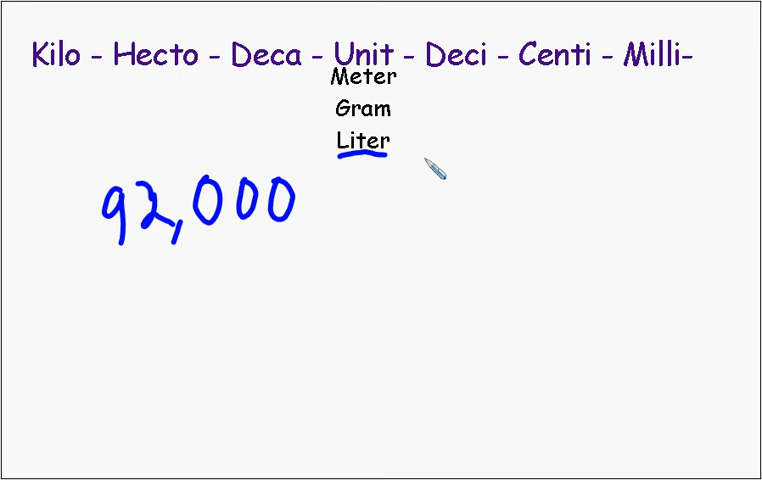 Kilo - Hecto - Deca - Unit - Deci - Centi - Milli-
Meter
Gram
Liter
92,000